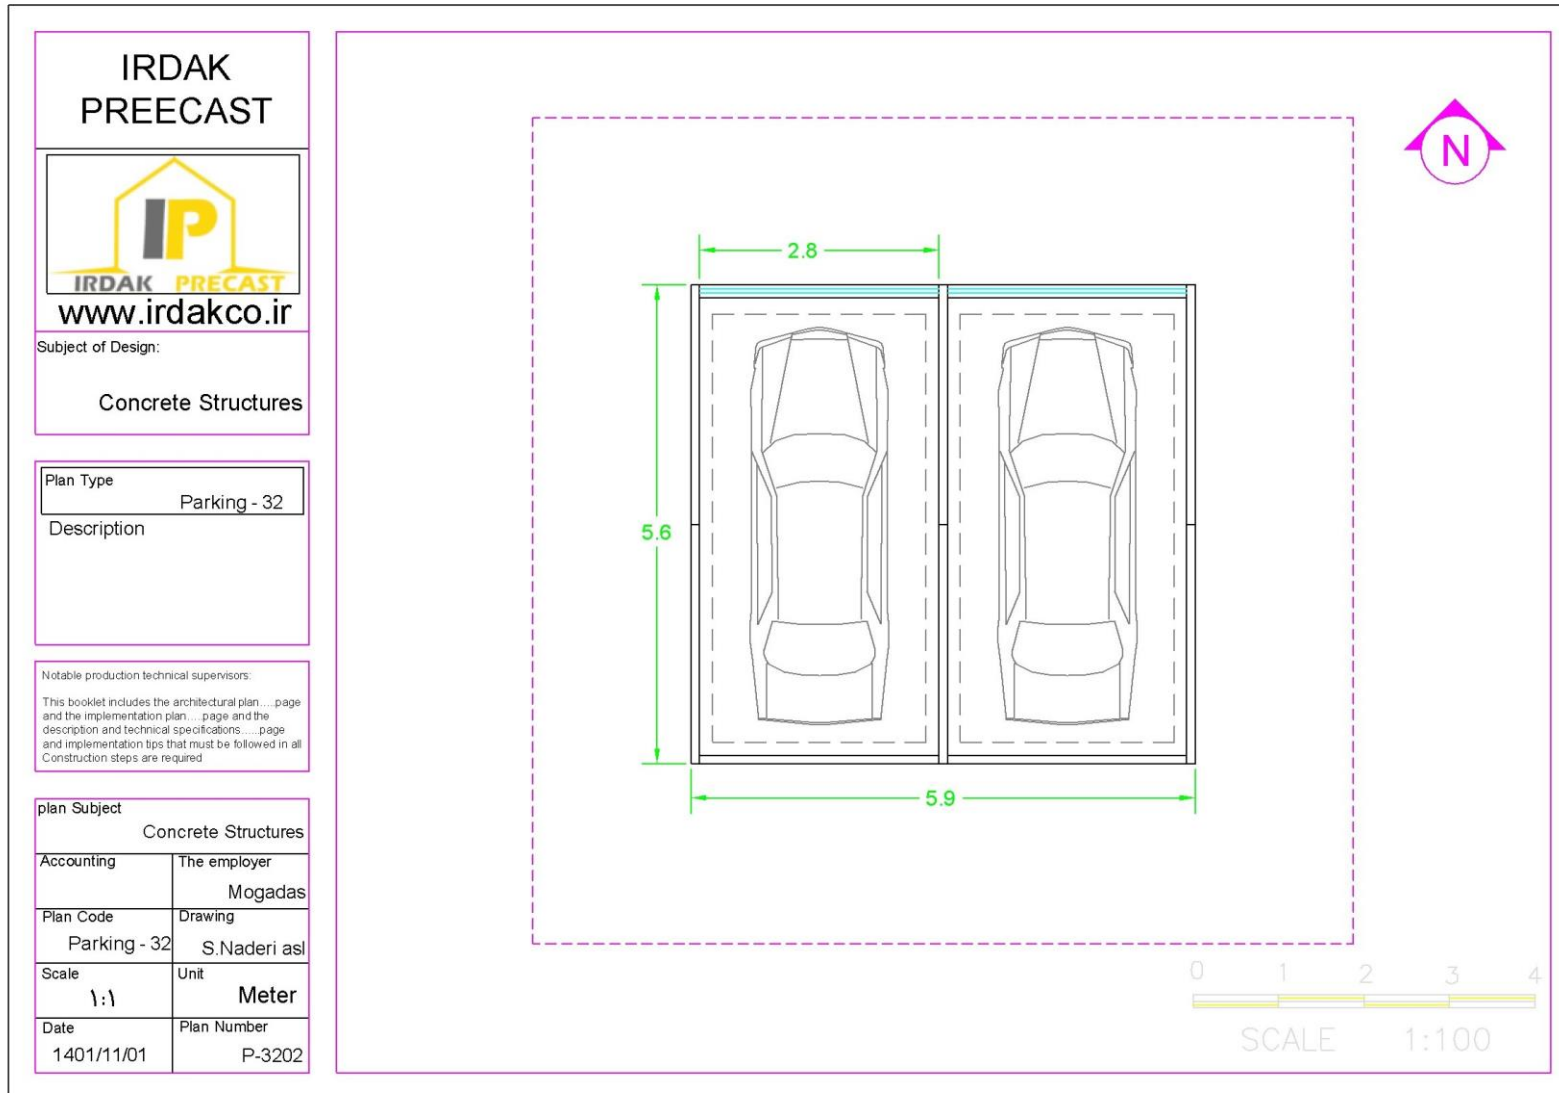 IRDAK
PREECAST
IP
IRDAK PRECAST
www.irdakco.ir
Subject of Design:
Concrete Structures
Plan Type
Parking - 32
Description
Notable production technical supervisors:
This booklet includes the architectural plan....page
and the implementation plan....page and the
description and technical specifications.....page
and implementation tips that must be followed in all
Construction steps are required
plan Subject
Concrete Structures
Accounting
The employer
Mogadas
Plan Code
Parking - 32
Drawing
S.Naderi asl
Scale
۱:۱
Unit
Meter
Date
1401/11/01
Plan Number
P-3202
N
2.8
5.6
5.9
0 1 2 3 4
SCALE 1:100